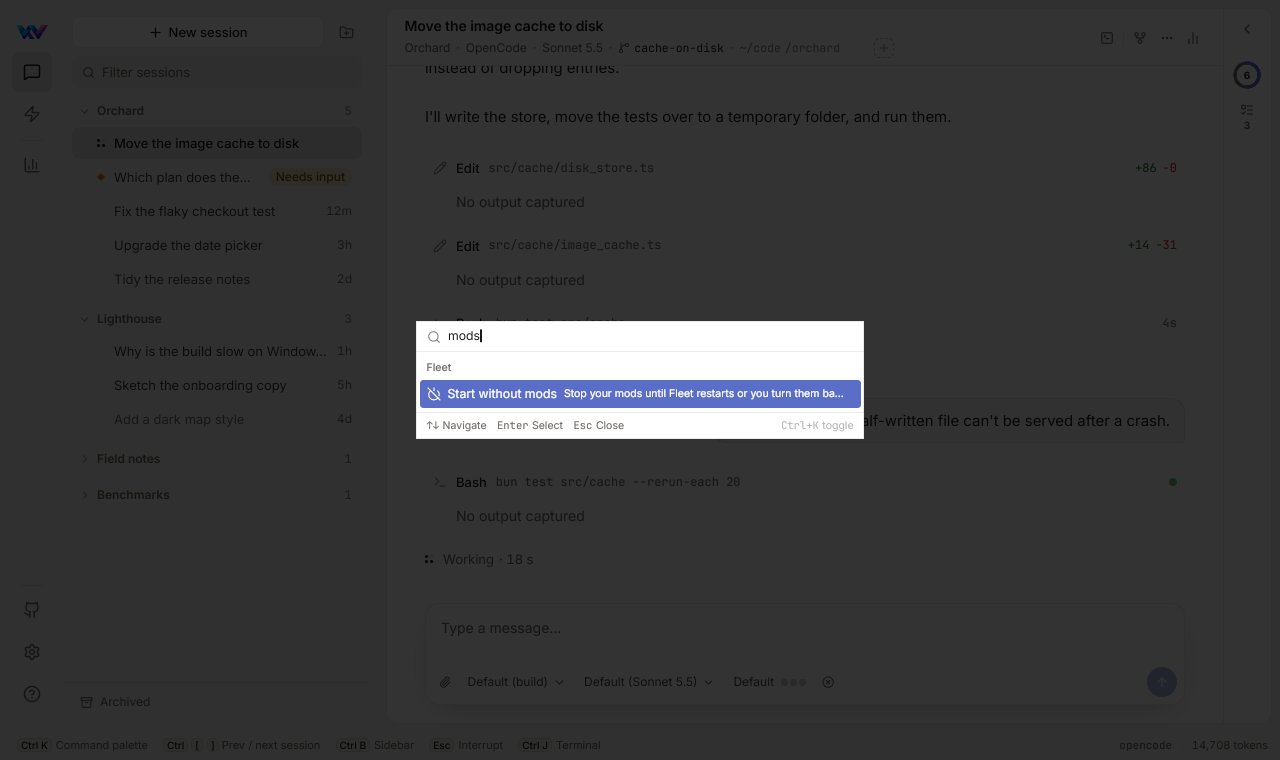 New session
Filter sessions
Orchard 5
Move the image cache to disk
Which plan does the... Needs input
Fix the flaky checkout test 12m
Upgrade the date picker 3h
Tidy the release notes 2d
Lighthouse 3
Why is the build slow on Window... 1h
Sketch the onboarding copy 5h
Add a dark map style 4d
Field notes 1
Benchmarks 1
Archived
Move the image cache to disk
Orchard · OpenCode · Sonnet 5.5 · cache-on-disk · ~/code/orchard
instead of dropping entries.
I'll write the store, move the tests over to a temporary folder, and run them.
Edit src/cache/disk_store.ts +86 -0
No output captured
Edit src/cache/image_cache.ts +14 -31
No output captured
4s
mods
Fleet
Start without mods Stop your mods until Fleet restarts or you turn them ba...
Navigate Enter Select Esc Close Ctrl+K toggle
alf-written file can't be served after a crash.
Bash bun test src/cache --rerun-each 20
No output captured
Working · 18 s
Type a message...
Default (build) Default (Sonnet 5.5) Default
6
3
Ctrl K Command palette Ctrl [ ] Prev / next session Ctrl B Sidebar Esc Interrupt Ctrl J Terminal
opencode 14,708 tokens